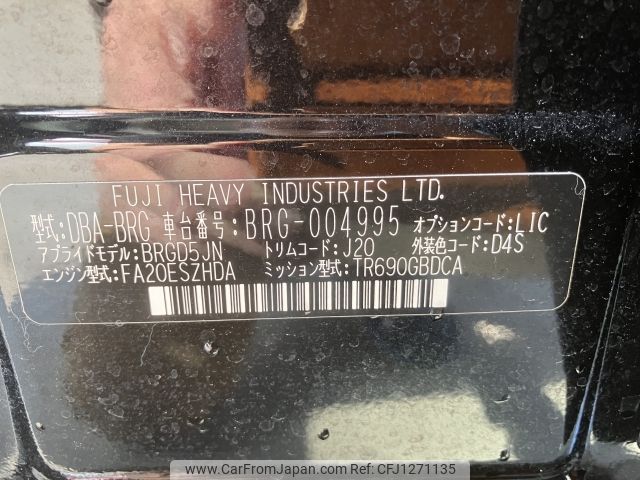 FUJI HEAVY INDUSTRIES LTD.
型式:DBA-BRG 車台番号:BRG-004995 オプションコード:LIC
アプライドモデル:BRGD5JN トリムコード:J20 外装色コード:D4S
エンジン型式:FA20ESZHDA ミッション型式:TR690GBDCA
www.CarFromJapan.com Car Ref No. CFJ1271135